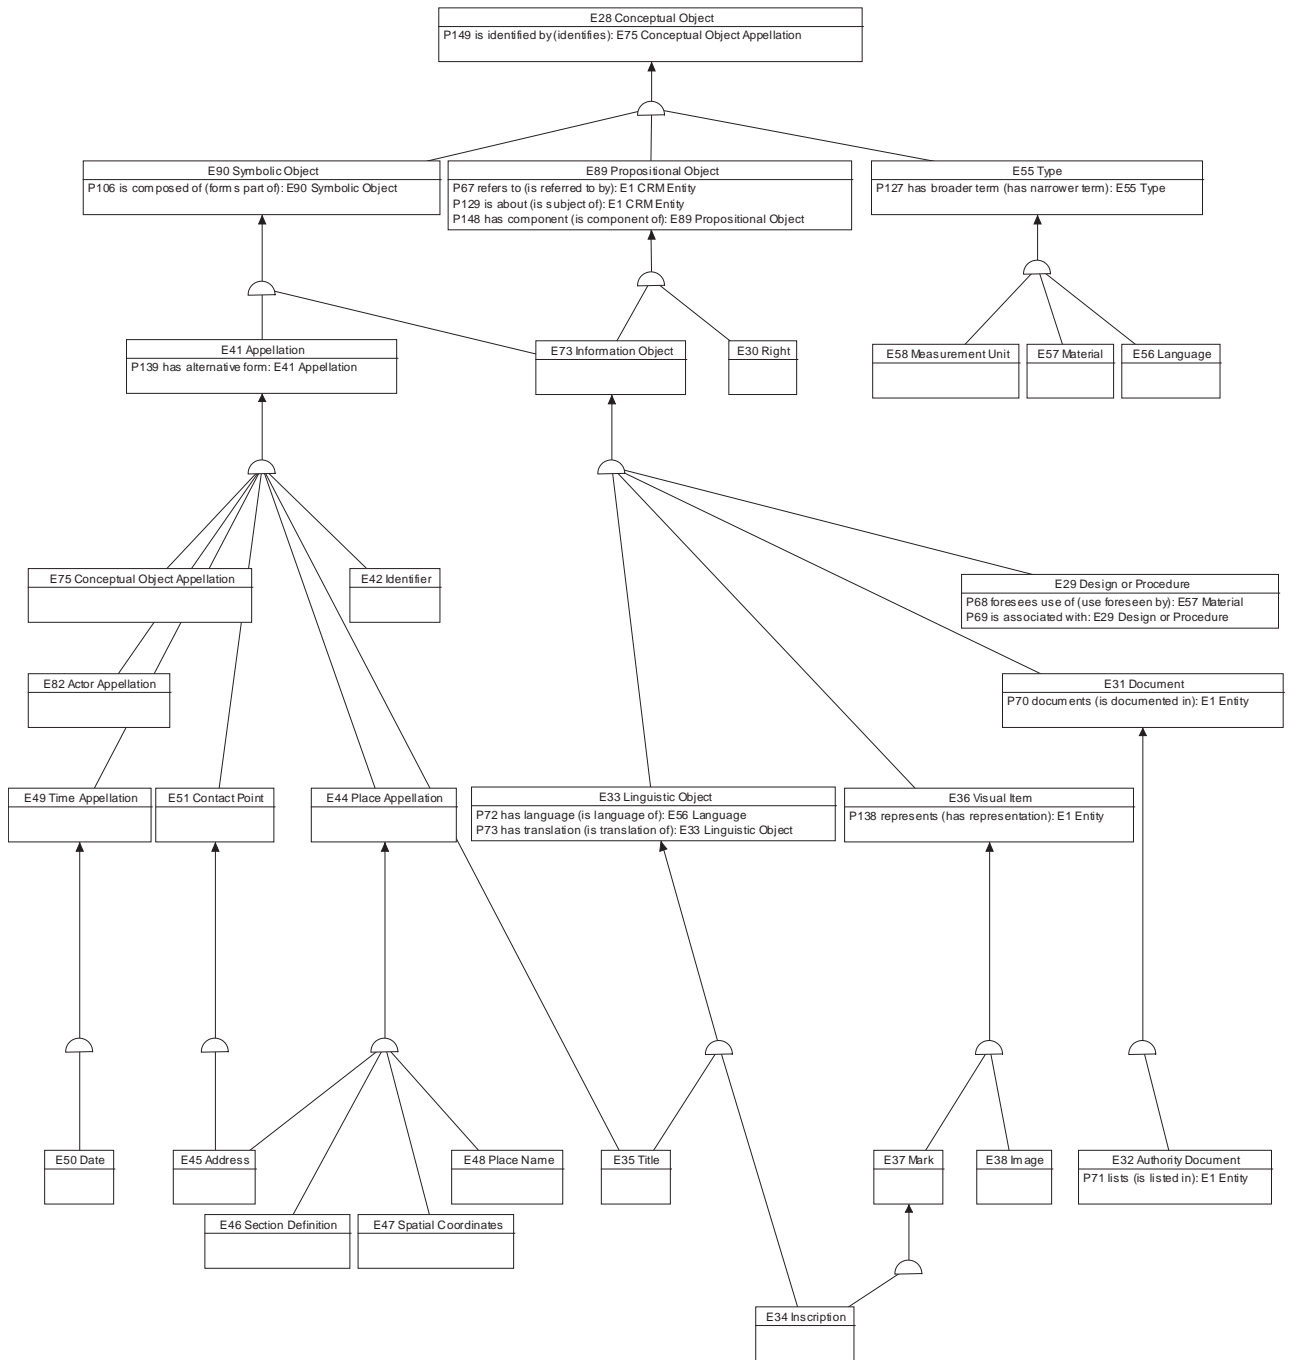 E28 Conceptual Object
P149 is identified by (identifies): E75 Conceptual Object Appellation
E90 Symbolic Object
P106 is composed of (forms part of): E90 Symbolic Object
E89 Propositional Object
P67 refers to (is referred to by): E1 CRM Entity
P129 is about (is subject of): E1 CRM Entity
P148 has component (is component of): E89 Propositional Object
E55 Type
P127 has broader term (has narrower term): E55 Type
E41 Appellation
P139 has alternative form: E41 Appellation
E73 Information Object
E30 Right
E58 Measurement Unit
E57 Material
E56 Language
E75 Conceptual Object Appellation
E42 Identifier
E29 Design or Procedure
P68 foresees use of (use foreseen by): E57 Material
P69 is associated with: E29 Design or Procedure
E82 Actor Appellation
E31 Document
P70 documents (is documented in): E1 Entity
E49 Time Appellation
E51 Contact Point
E44 Place Appellation
E33 Linguistic Object
P72 has language (is language of): E56 Language
P73 has translation (is translation of): E33 Linguistic Object
E36 Visual Item
P138 represents (has representation): E1 Entity
E50 Date
E45 Address
E48 Place Name
E35 Title
E37 Mark
E38 Image
E32 Authority Document
P71 lists (is listed in): E1 Entity
E46 Section Definition
E47 Spatial Coordinates
E34 Inscription